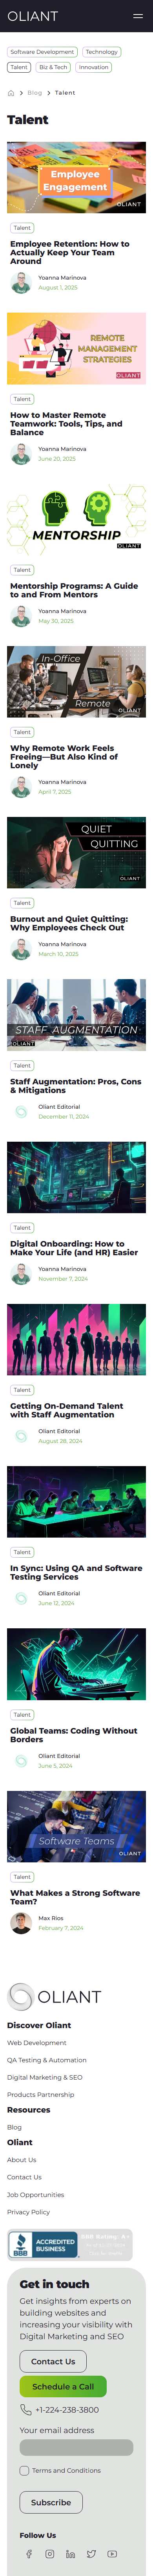 OLIANT
Software Development
Technology
Talent
Biz & Tech
Innovation
Blog
Talent
Talent
Employee
Engagement
OLIANT
Talent
Employee Retention: How to
Actually Keep Your Team
Around
Yoanna Marinova
August 1, 2025
REMOTE
MANAGEMENT
STRATEGIES
OLIANT
Talent
How to Master Remote
Teamwork: Tools, Tips, and
Balance
Yoanna Marinova
June 20, 2025
MENTORSHIP
OLIANT
Talent
Mentorship Programs: A Guide
to and From Mentors
Yoanna Marinova
May 30, 2025
In-Office
Remote
OLIANT
Talent
Why Remote Work Feels
Freeing—But Also Kind of
Lonely
Yoanna Marinova
April 7, 2025
QUIET
QUITTING
OLIANT
Talent
Burnout and Quiet Quitting:
Why Employees Check Out
Yoanna Marinova
March 10, 2025
STAFF AUGMENTATION
OLIANT
Talent
Staff Augmentation: Pros, Cons
& Mitigations
Oliant Editorial
December 11, 2024
Talent
Digital Onboarding: How to
Make Your Life (and HR) Easier
Yoanna Marinova
November 7, 2024
Talent
Getting On-Demand Talent
with Staff Augmentation
Oliant Editorial
August 28, 2024
Talent
In Sync: Using QA and Software
Testing Services
Oliant Editorial
June 12, 2024
Talent
Global Teams: Coding Without
Borders
Oliant Editorial
June 5, 2024
Software Teams
OLIANT
Talent
What Makes a Strong Software
Team?
Max Rios
February 7, 2024
OLIANT
Discover Oliant
Web Development
QA Testing & Automation
Digital Marketing & SEO
Products Partnership
Resources
Blog
Oliant
About Us
Contact Us
Job Opportunities
Privacy Policy
BBB
ACCREDITED
BUSINESS
BBB Rating: A+
Get in touch
Get insights from experts on
building websites and
increasing your visibility with
Digital Marketing and SEO
Contact Us
Schedule a Call
+1-224-238-3800
Your email address
Terms and Conditions
Subscribe
Follow Us